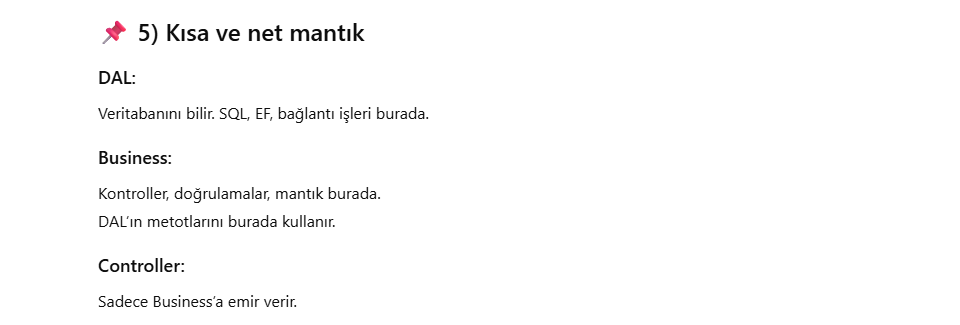 📌 5) Kısa ve net mantık
DAL:
Veritabanını bilir. SQL, EF, bağlantı işleri burada.
Business:
Kontroller, doğrulamalar, mantık burada.
DAL’ın metotlarını burada kullanır.
Controller:
Sadece Business’a emir verir.